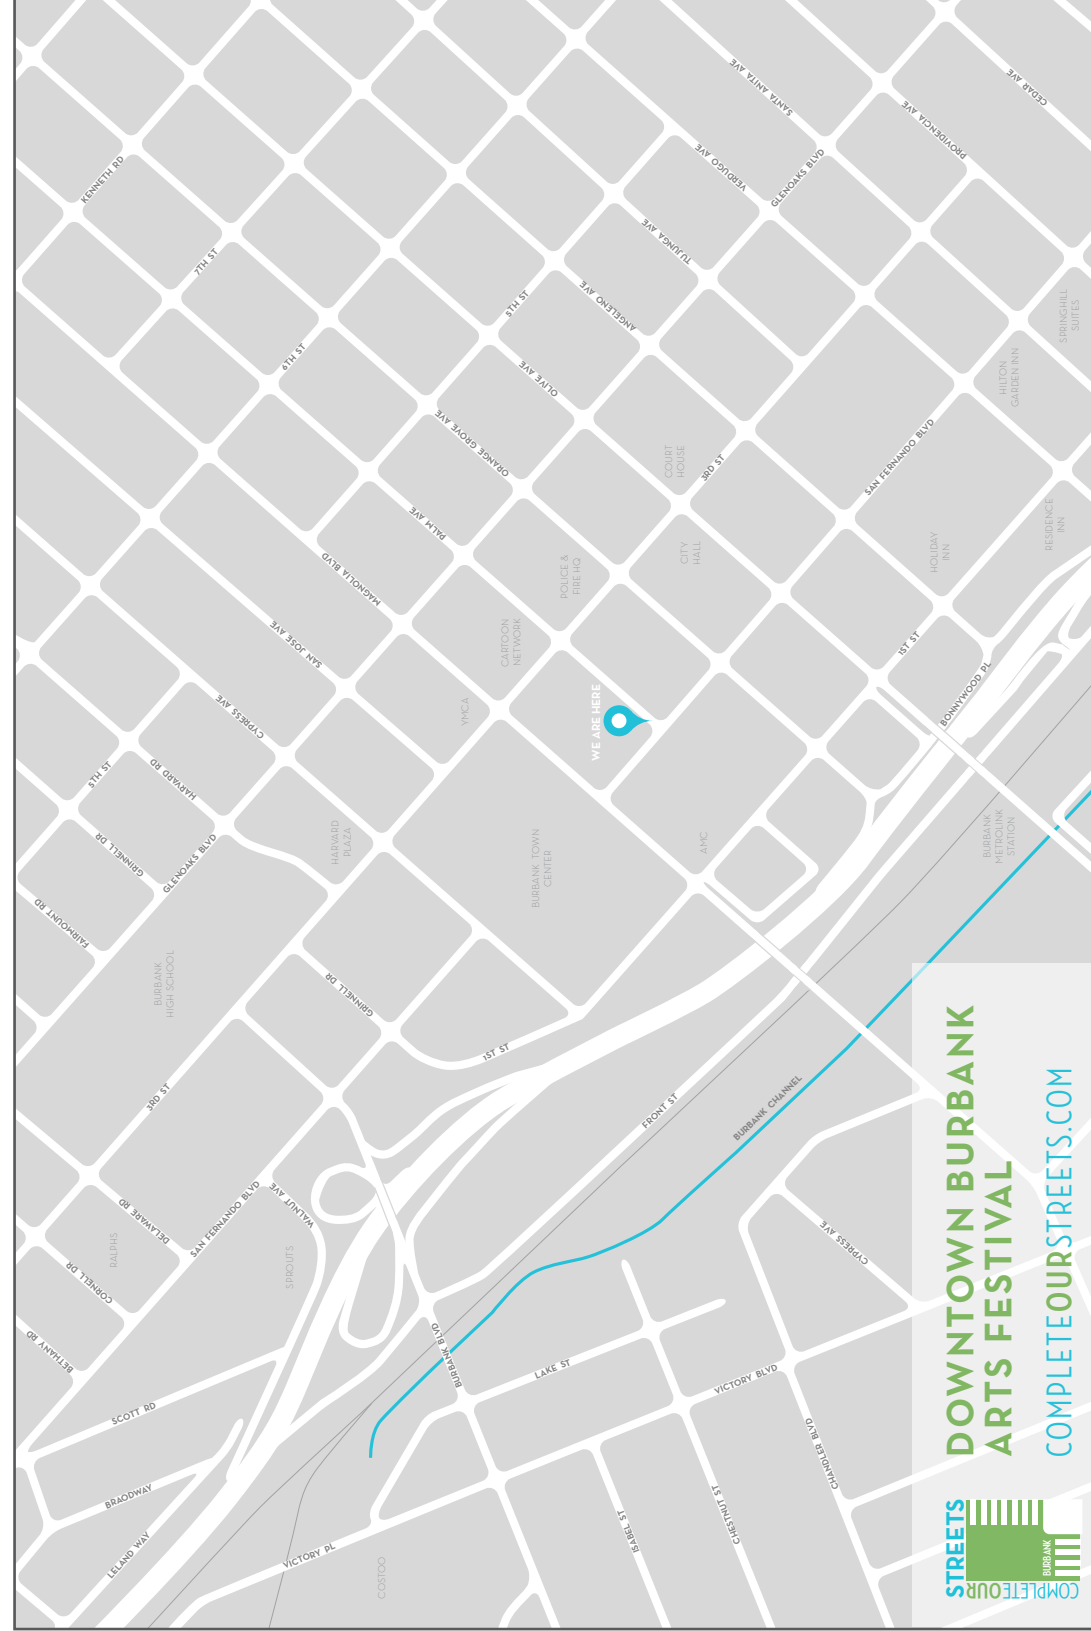 KENNETH RD
7TH ST
6TH ST
5TH ST
SANTA ANITA AVE
CEDAR AVE
PROVIDENCIA AVE
VERDUGO AVE
GLENOAKS BLVD
TUJUNGA AVE
ANGELENO AVE
OLIVE AVE
ORANGE GROVE AVE
PALM AVE
MAGNOLIA BLVD
SAN JOSE AVE
CYPRESS AVE
HARVARD RD
5TH ST
GRINNELL DR
FAIRMOUNT RD
GLENOAKS BLVD
3RD ST
SAN FERNANDO BLVD
1ST ST
BONNYWOOD PL
SPRINGHILL
SUITES
HILTON
GARDEN INN
RESIDENCE
INN
HOLIDAY
INN
COURT
HOUSE
CITY
HALL
POLICE &
FIRE HQ
CARTOON
NETWORK
YMCA
WE ARE HERE
HARVARD
PLAZA
BURBANK TOWN
CENTER
AMC
BURBANK
METROLINK
STATION
BURBANK
HIGH SCHOOL
GRINNELL DR
1ST ST
3RD ST
FRONT ST
BURBANK CHANNEL
DELAWARE RD
SAN FERNANDO BLVD
WALNUT AVE
RALPHS
SPROUTS
CORNELL DR
BETHANY RD
SCOTT RD
BRAODWAY
LELAND WAY
BURBANK BLVD
LAKE ST
VICTORY BLVD
CYPRESS AVE
CHANDLER BLVD
CHESTNUT ST
ISABEL ST
VICTORY PL
COSTCO
DOWNTOWN BURBANK
ARTS FESTIVAL
COMPLETEOURSTREETS.COM
COMPLETEOUR
STREETS
BURBANK